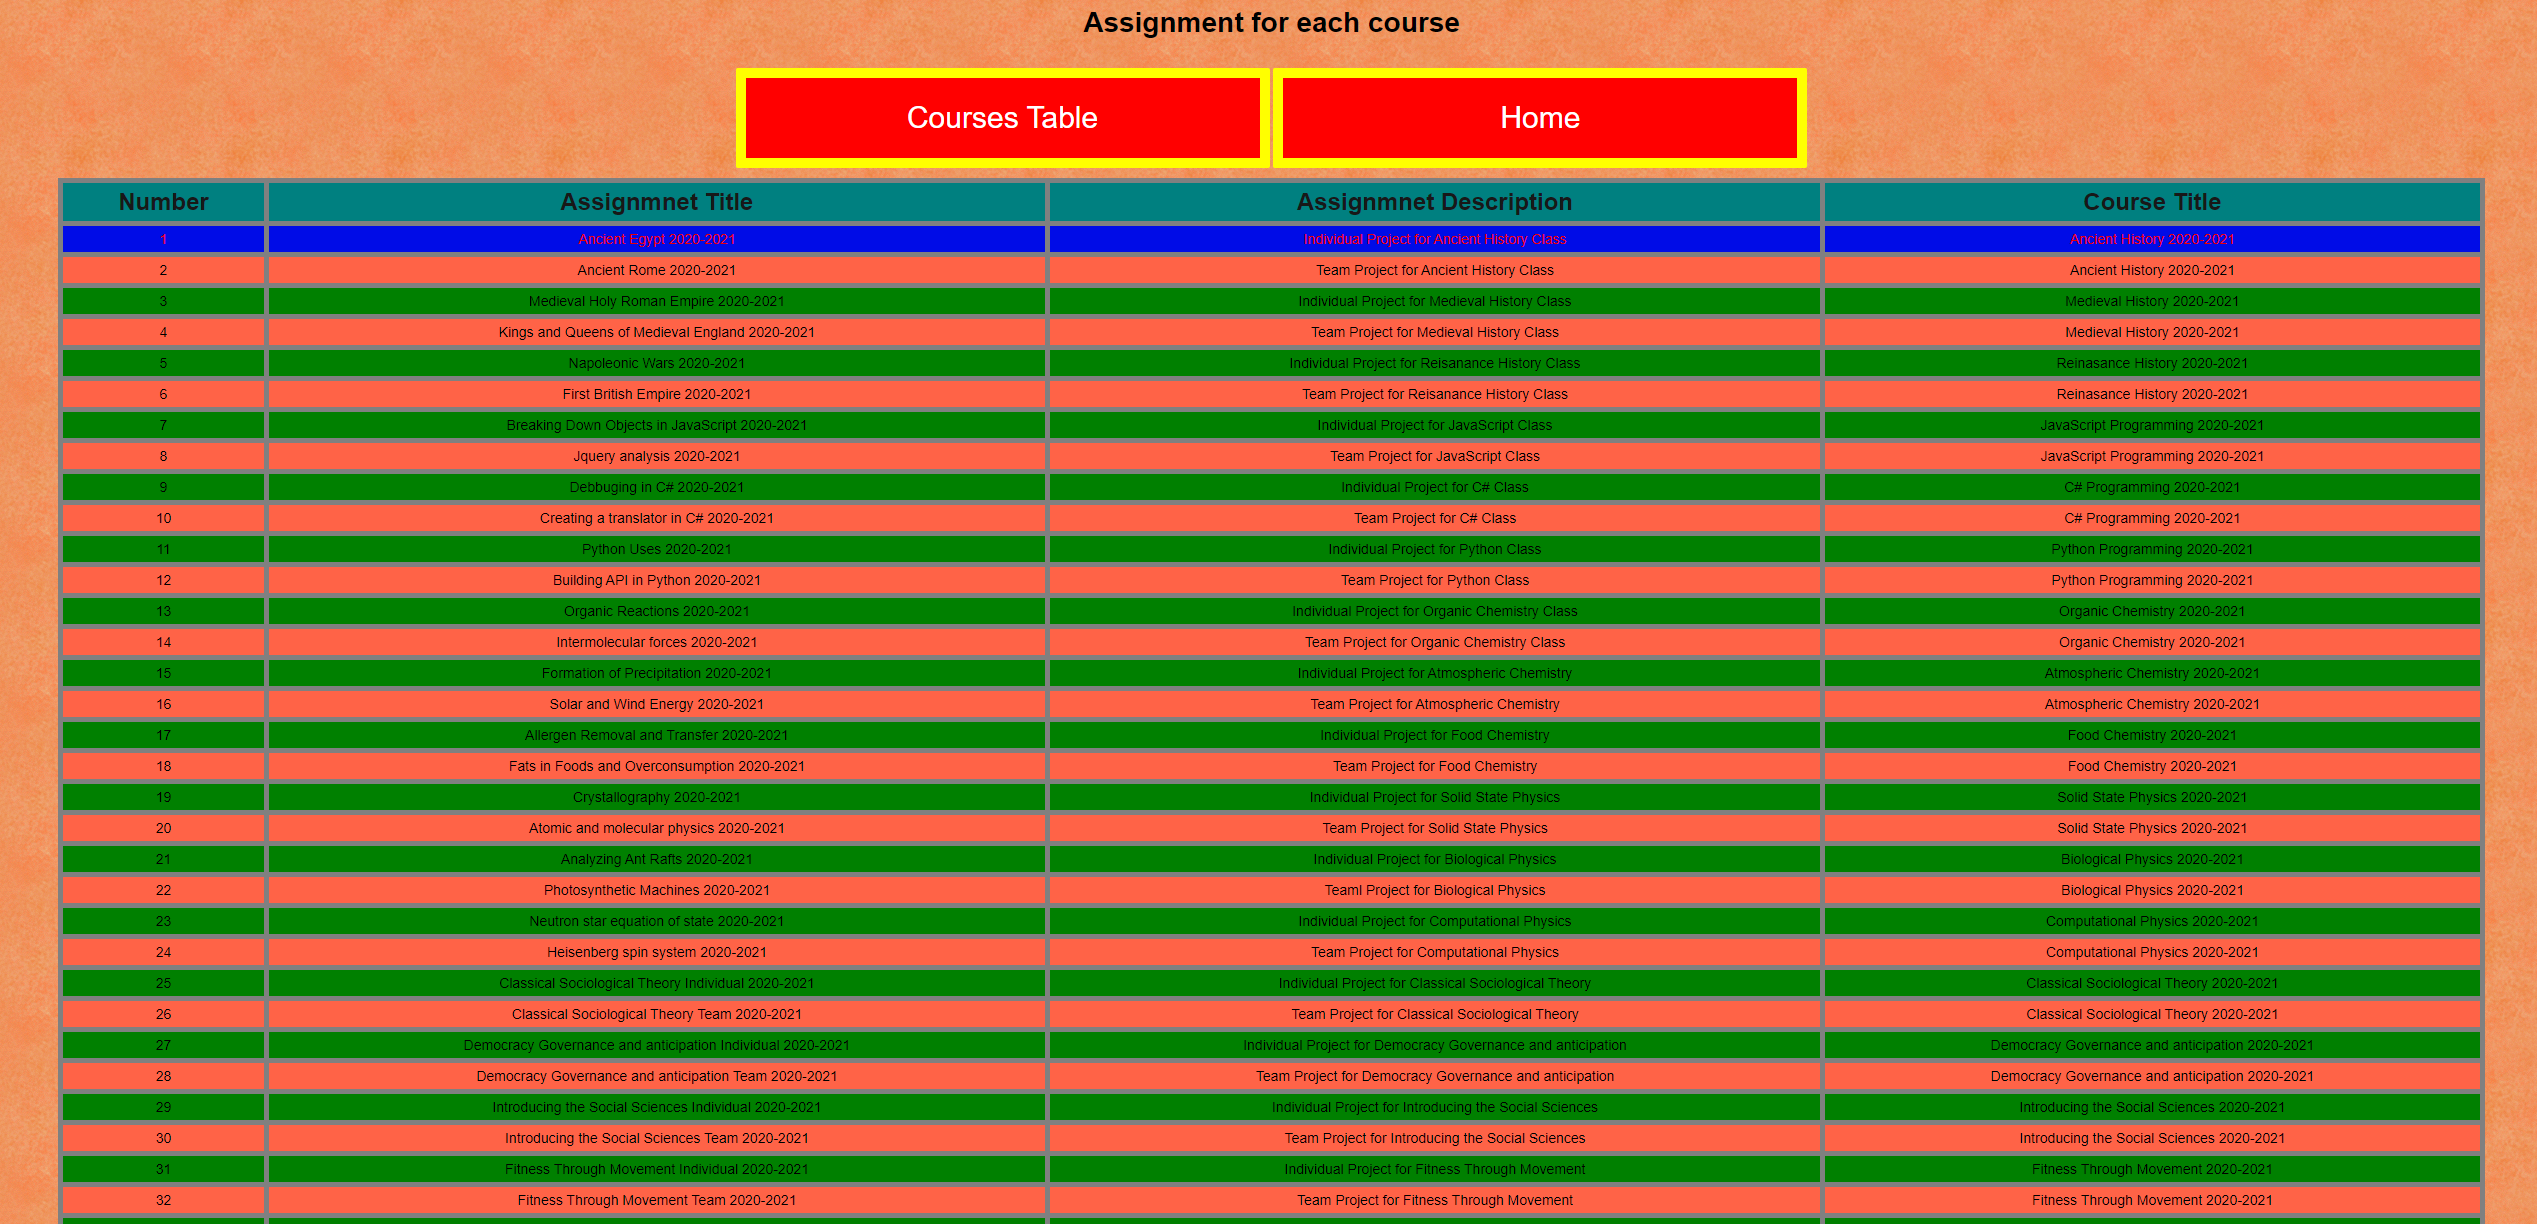 Assignment for each course
Courses Table Home
Number Assignmnet Title Assignmnet Description Course Title
1 Ancient Egypt 2020-2021 Individual Project for Ancient History Class Ancient History 2020-2021
2 Ancient Rome 2020-2021 Team Project for Ancient History Class Ancient History 2020-2021
3 Medieval Holy Roman Empire 2020-2021 Individual Project for Medieval History Class Medieval History 2020-2021
4 Kings and Queens of Medieval England 2020-2021 Team Project for Medieval History Class Medieval History 2020-2021
5 Napoleonic Wars 2020-2021 Individual Project for Reisanance History Class Reinasance History 2020-2021
6 First British Empire 2020-2021 Team Project for Reisanance History Class Reinasance History 2020-2021
7 Breaking Down Objects in JavaScript 2020-2021 Individual Project for JavaScript Class JavaScript Programming 2020-2021
8 Jquery analysis 2020-2021 Team Project for JavaScript Class JavaScript Programming 2020-2021
9 Debbuging in C# 2020-2021 Individual Project for C# Class C# Programming 2020-2021
10 Creating a translator in C# 2020-2021 Team Project for C# Class C# Programming 2020-2021
11 Python Uses 2020-2021 Individual Project for Python Class Python Programming 2020-2021
12 Building API in Python 2020-2021 Team Project for Python Class Python Programming 2020-2021
13 Organic Reactions 2020-2021 Individual Project for Organic Chemistry Class Organic Chemistry 2020-2021
14 Intermolecular forces 2020-2021 Team Project for Organic Chemistry Class Organic Chemistry 2020-2021
15 Formation of Precipitation 2020-2021 Individual Project for Atmospheric Chemistry Atmospheric Chemistry 2020-2021
16 Solar and Wind Energy 2020-2021 Team Project for Atmospheric Chemistry Atmospheric Chemistry 2020-2021
17 Allergen Removal and Transfer 2020-2021 Individual Project for Food Chemistry Food Chemistry 2020-2021
18 Fats in Foods and Overconsumption 2020-2021 Team Project for Food Chemistry Food Chemistry 2020-2021
19 Crystallography 2020-2021 Individual Project for Solid State Physics Solid State Physics 2020-2021
20 Atomic and molecular physics 2020-2021 Team Project for Solid State Physics Solid State Physics 2020-2021
21 Analyzing Ant Rafts 2020-2021 Individual Project for Biological Physics Biological Physics 2020-2021
22 Photosynthetic Machines 2020-2021 Teaml Project for Biological Physics Biological Physics 2020-2021
23 Neutron star equation of state 2020-2021 Individual Project for Computational Physics Computational Physics 2020-2021
24 Heisenberg spin system 2020-2021 Team Project for Computational Physics Computational Physics 2020-2021
25 Classical Sociological Theory Individual 2020-2021 Individual Project for Classical Sociological Theory Classical Sociological Theory 2020-2021
26 Classical Sociological Theory Team 2020-2021 Team Project for Classical Sociological Theory Classical Sociological Theory 2020-2021
27 Democracy Governance and anticipation Individual 2020-2021 Individual Project for Democracy Governance and anticipation Democracy Governance and anticipation 2020-2021
28 Democracy Governance and anticipation Team 2020-2021 Team Project for Democracy Governance and anticipation Democracy Governance and anticipation 2020-2021
29 Introducing the Social Sciences Individual 2020-2021 Individual Project for Introducing the Social Sciences Introducing the Social Sciences 2020-2021
30 Introducing the Social Sciences Team 2020-2021 Team Project for Introducing the Social Sciences Introducing the Social Sciences 2020-2021
31 Fitness Through Movement Individual 2020-2021 Individual Project for Fitness Through Movement Fitness Through Movement 2020-2021
32 Fitness Through Movement Team 2020-2021 Team Project for Fitness Through Movement Fitness Through Movement 2020-2021